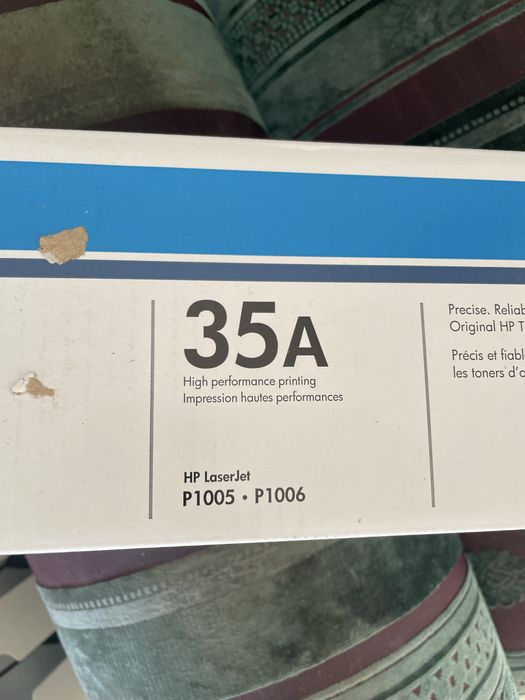 35A
High performance printing
Impression hautes performances
HP LaserJet
P1005 • P1006
Precise. Reliab
Original HP T
Précis et fiabl
les toners d'o